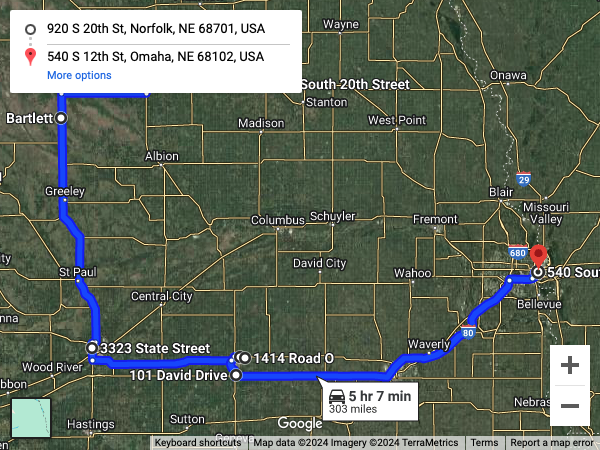 920 S 20th St, Norfolk, NE 68701, USA
540 S 12th St, Omaha, NE 68102, USA
More options
Wayne
South 20th Street
Onawa
Stanton
Bartlett
Madison
West Point
Albion
29
Blair
Greeley
Missouri
Valley
Columbus
Schuyler
Fremont
680
David City
540 Sout
St Paul
Wahoo
Central City
Bellevue
80
3323 State Street
Waverly
1414 Road O
Wood River
101 David Drive
5 hr 7 min
303 miles
Nebras
Sutton
Hastings
Google
Keyboard shortcuts
Map data ©2024 Imagery ©2024 TerraMetrics
Terms
Report a map error